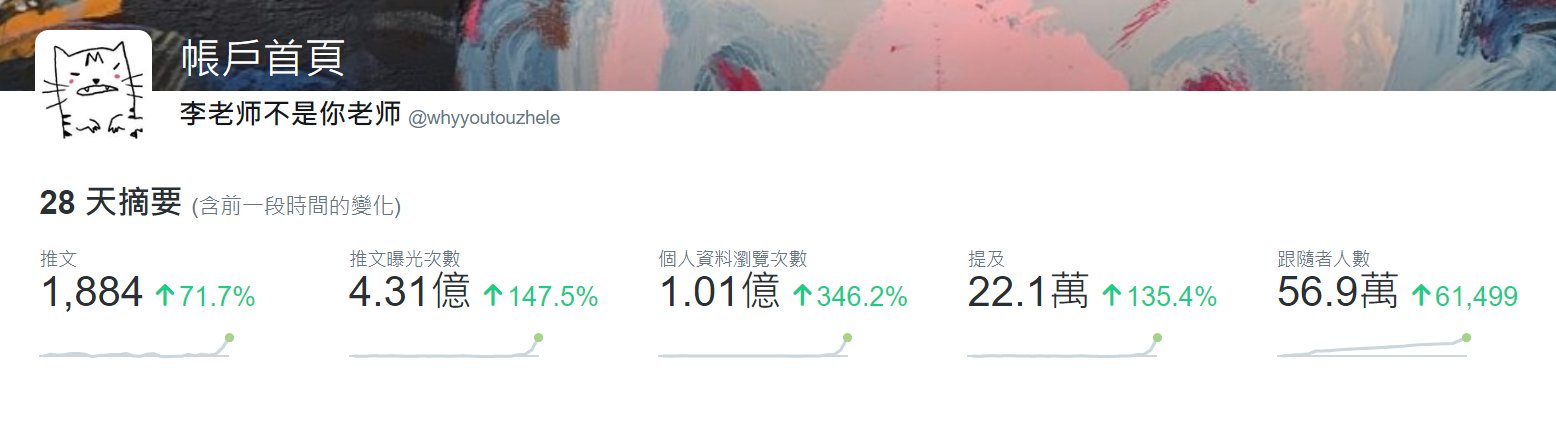 帳戶首頁
李老师不是你老师 @whyyoutouzhele
28 天摘要 (含前一段時間的變化)
推文
1,884 ↑71.7%
推文曝光次數
4.31億 ↑147.5%
個人資料瀏覽次數
1.01億 ↑346.2%
提及
22.1萬 ↑135.4%
跟隨者人數
56.9萬 ↑61,499